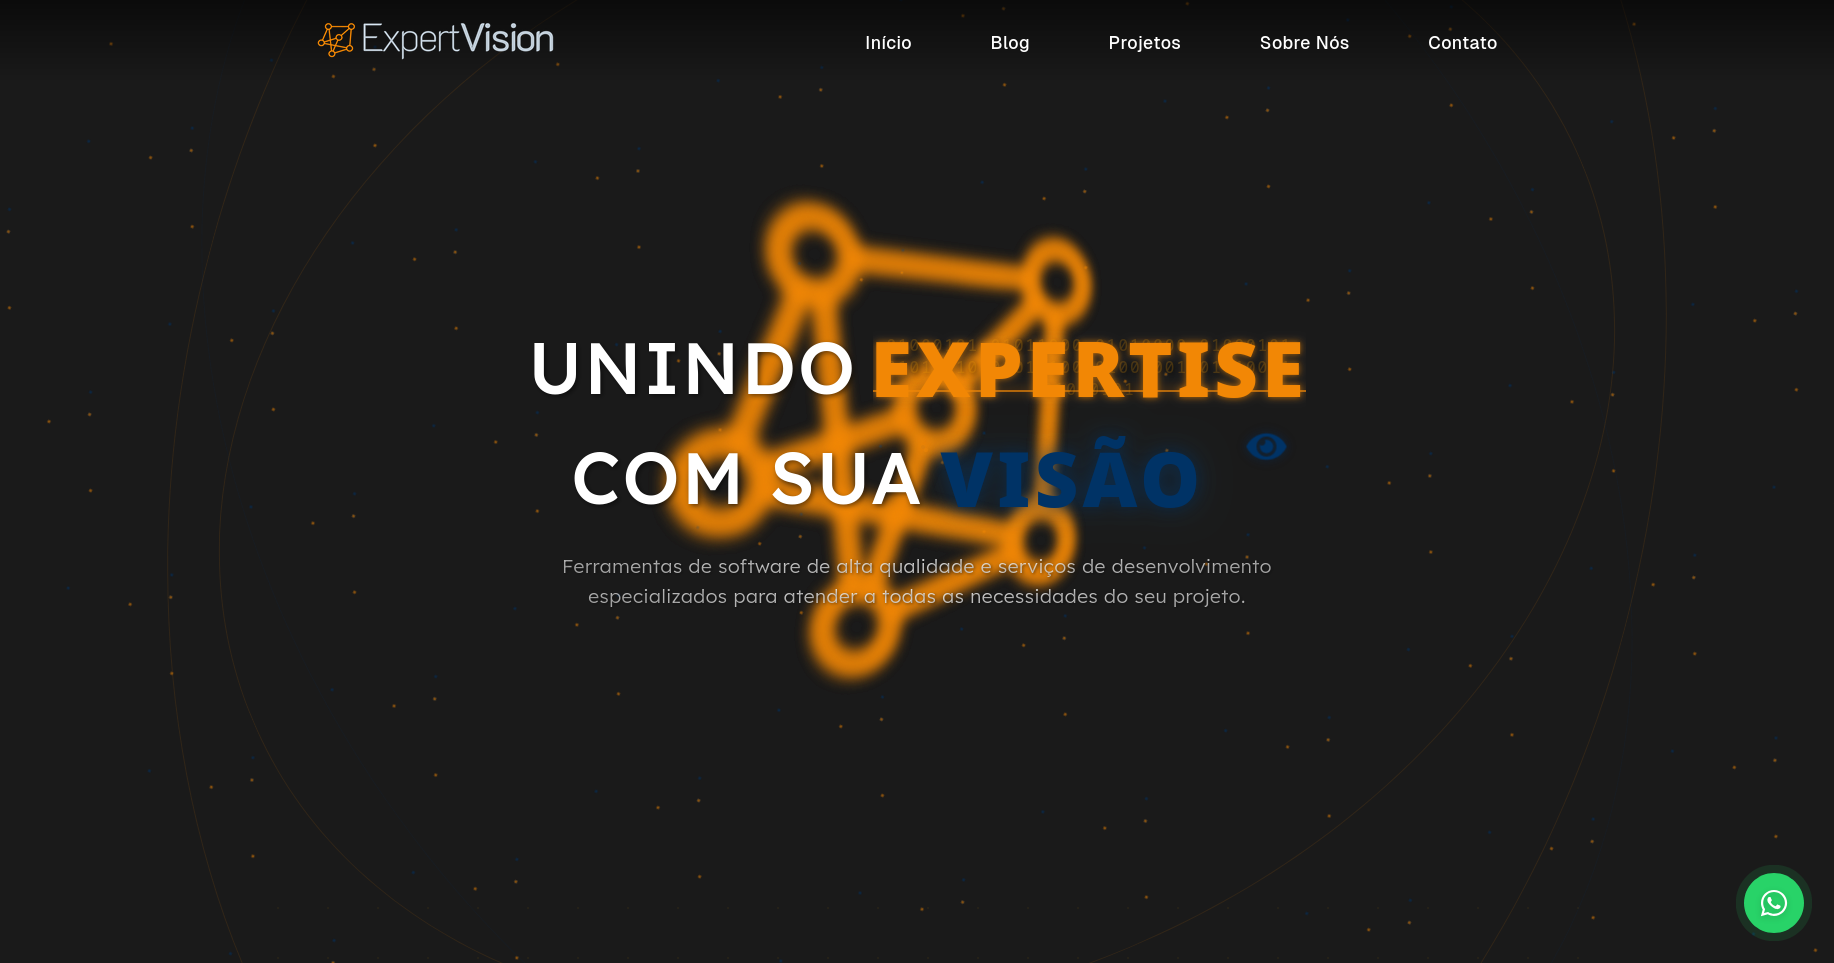 ExpertVision
Início Blog Projetos Sobre Nós Contato
UNINDO EXPERTISE
COM SUA VISÃO
Ferramentas de software de alta qualidade e serviços de desenvolvimento
especializados para atender a todas as necessidades do seu projeto.